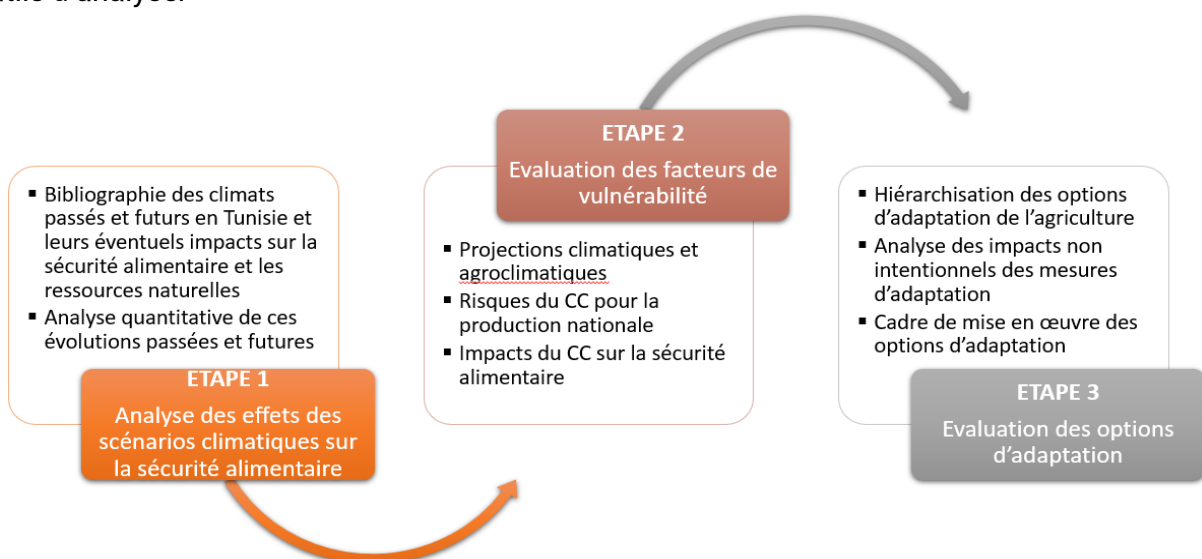 d'analyse.
▪ Bibliographie des climats
passés et futurs en Tunisie et
leurs éventuels impacts sur la
sécurité alimentaire et les
ressources naturelles
▪ Analyse quantitative de ces
évolutions passées et futures
ETAPE 1
Analyse des effets des
scénarios climatiques sur
la sécurité alimentaire
ETAPE 2
Evaluation des facteurs de
vulnérabilité
▪ Projections climatiques et
agroclimatiques
▪ Risques du CC pour la
production nationale
▪ Impacts du CC sur la sécurité
alimentaire
▪ Hiérarchisation des options
d'adaptation de l'agriculture
▪ Analyse des impacts non
intentionnels des mesures
d'adaptation
▪ Cadre de mise en œuvre des
options d'adaptation
ETAPE 3
Evaluation des options
d'adaptation